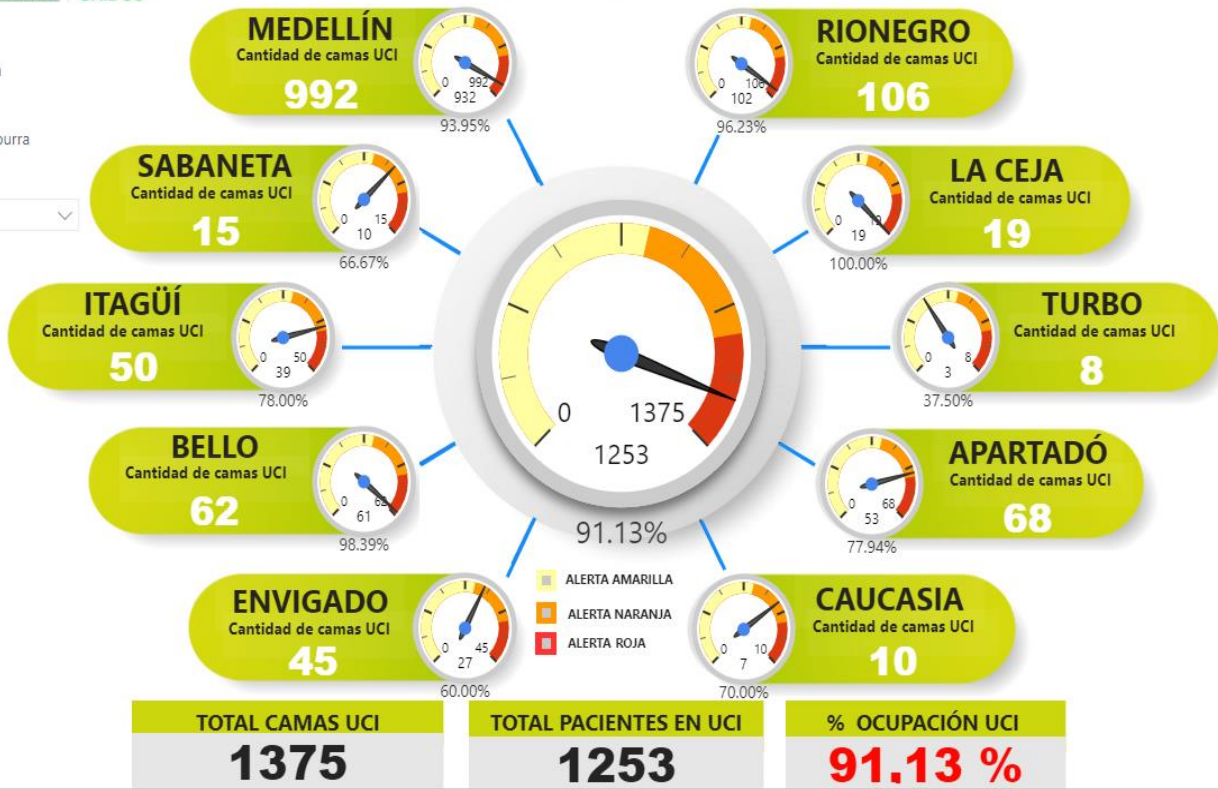 MEDELLÍN
Cantidad de camas UCI
992
0 992
932
93.95%
RIONEGRO
Cantidad de camas UCI
106
0 106
102
96.23%
SABANETA
Cantidad de camas UCI
15
0 15
10
66.67%
LA CEJA
Cantidad de camas UCI
19
0 19
19
100.00%
ITAGÜÍ
Cantidad de camas UCI
50
0 50
39
78.00%
TURBO
Cantidad de camas UCI
8
0 8
3
37.50%
0 1375
1253
91.13%
BELLO
Cantidad de camas UCI
62
0 62
61
98.39%
APARTADÓ
Cantidad de camas UCI
68
0 68
53
77.94%
ALERTA AMARILLA
ALERTA NARANJA
ALERTA ROJA
ENVIGADO
Cantidad de camas UCI
45
0 45
27
60.00%
CAUCASIA
Cantidad de camas UCI
10
0 10
7
70.00%
TOTAL CAMAS UCI
1375
TOTAL PACIENTES EN UCI
1253
% OCUPACIÓN UCI
91,13 %